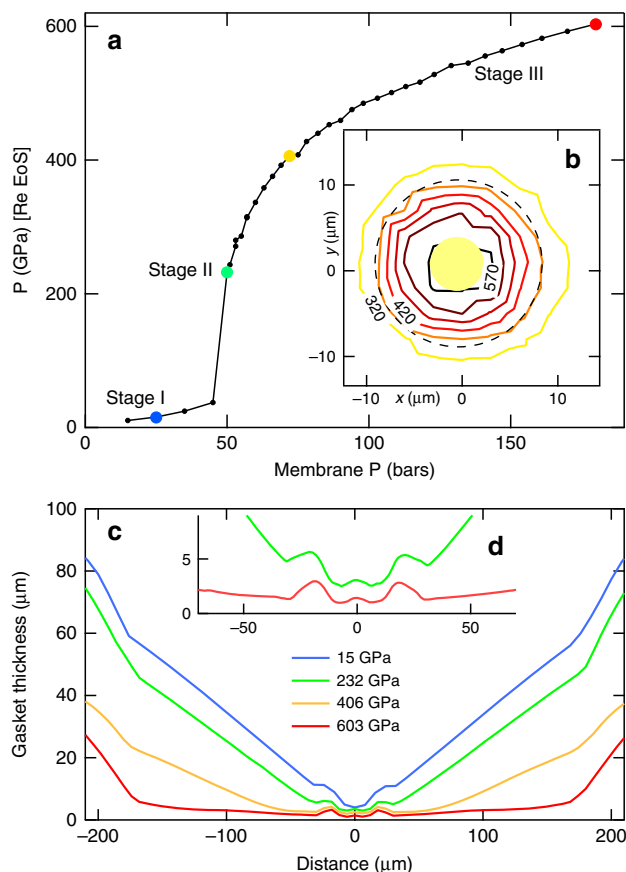 a
600
400
200
0
P (GPa) [Re EoS]
Stage I
Stage II
Stage III
0
50
100
150
Membrane P (bars)
b
10
0
−10
y (μm)
320
420
570
−10
x (μm)
0
10
c
100
80
60
40
20
0
Gasket thickness (μm)
d
5
0
−50
0
50
15 GPa
232 GPa
406 GPa
603 GPa
−200
−100
0
100
200
Distance (μm)